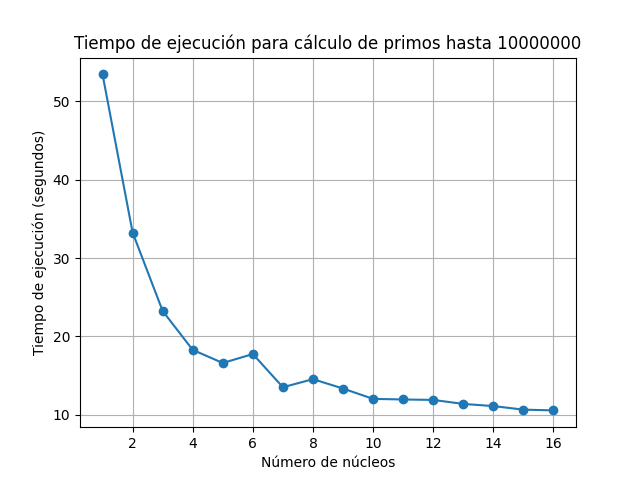 Tiempo de ejecución para cálculo de primos hasta 10000000
50
40
30
20
10
Tiempo de ejecución (segundos)
2 4 6 8 10 12 14 16
Número de núcleos